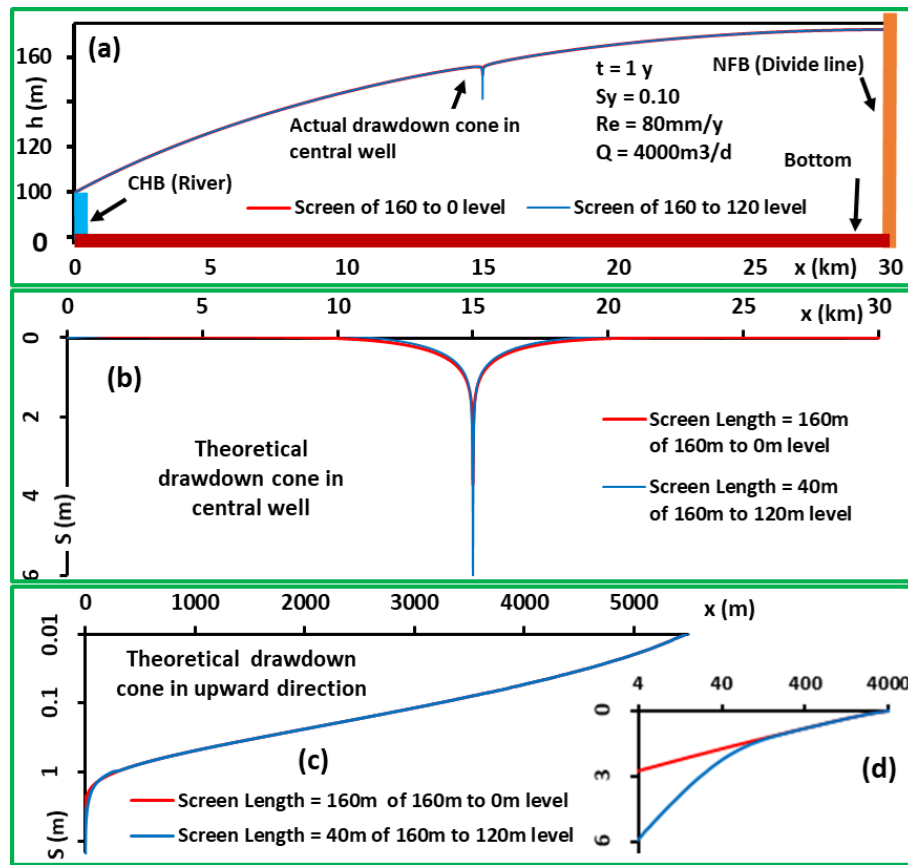 (a)
160
h (m)
120
100
0
t = 1 y
Sy = 0.10
Re = 80mm/y
Q = 4000m3/d
NFB (Divide line)
Actual drawdown cone in
central well
Bottom
CHB (River)
Screen of 160 to 0 level
Screen of 160 to 120 level
0 5 10 15 20 25 x (km) 30
0 5 10 15 20 25 30
x (km)
0
(b)
2
4
S (m)
6
Theoretical
drawdown cone in
central well
Screen Length = 160m
of 160m to 0m level
Screen Length = 40m
of 160m to 120m level
0 1000 2000 3000 4000 5000 x (m)
0.01
Theoretical drawdown
cone in upward direction
0.1
1
S (m)
(c)
Screen Length = 160m of 160m to 0m level
Screen Length = 40m of 160m to 120m level
4 40 400 4000
0
3
6
(d)